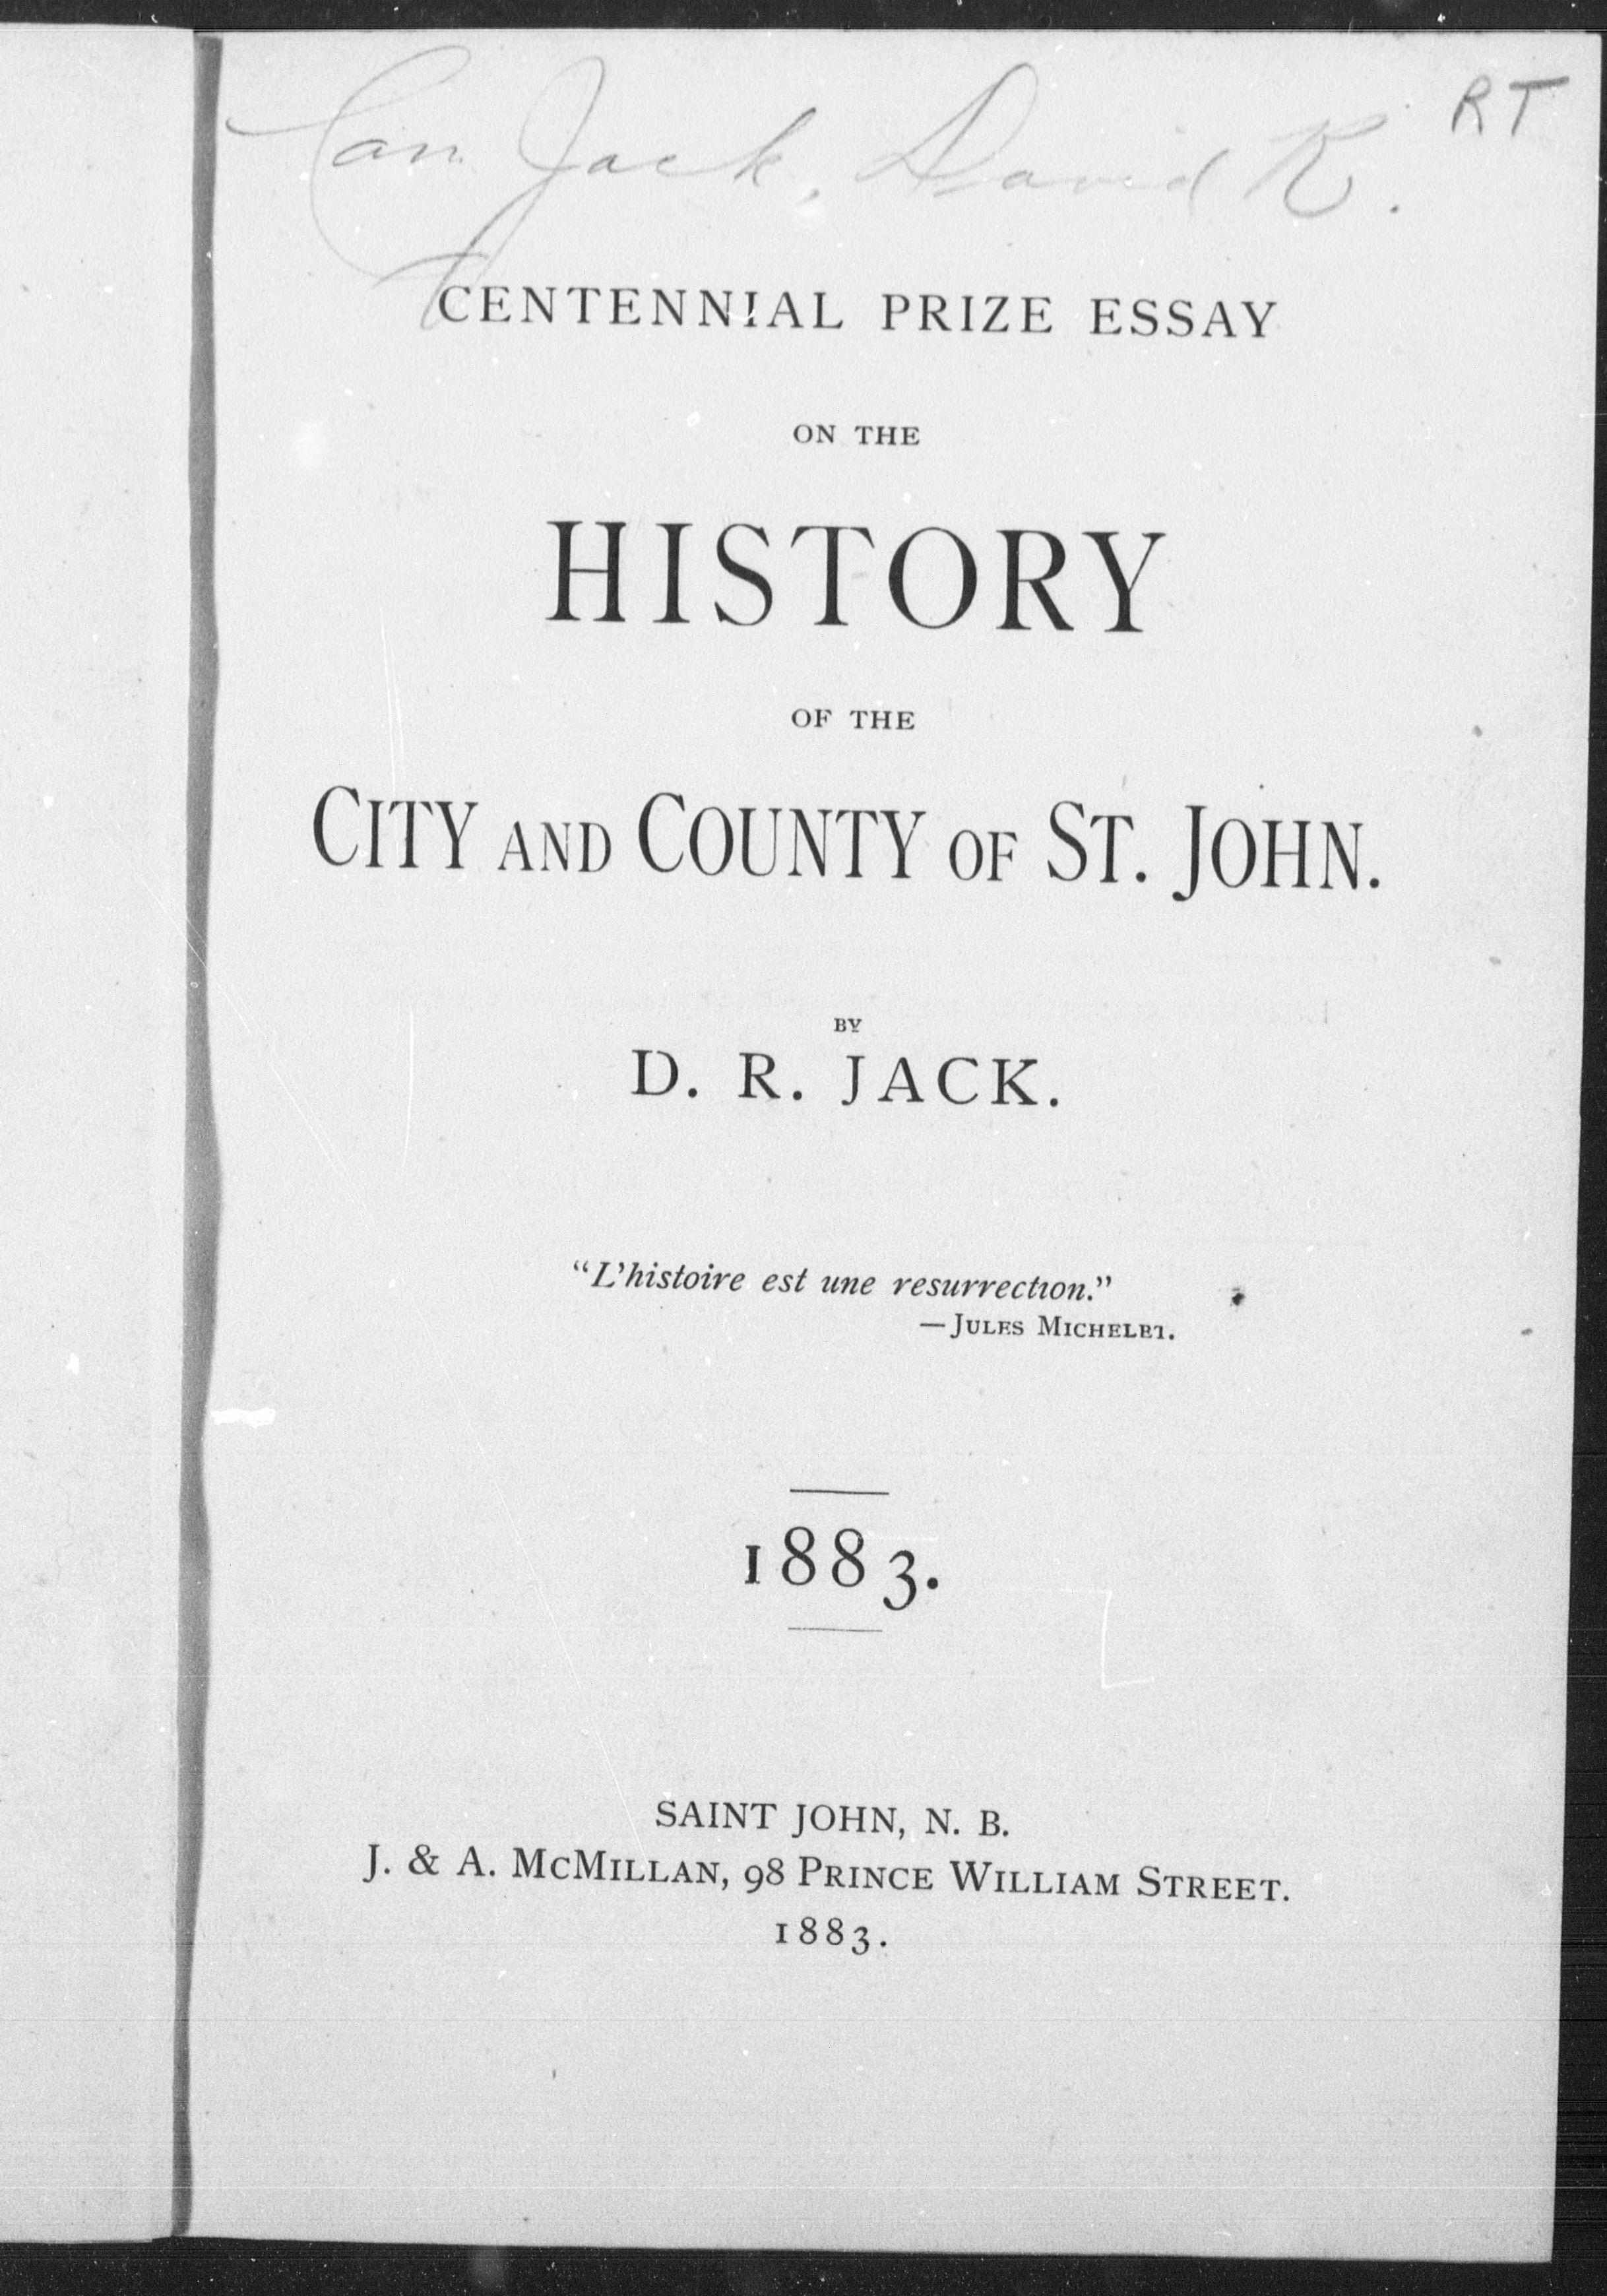 Can Jack, David R.
RT
CENTENNIAL PRIZE ESSAY
ON THE
HISTORY
OF THE
CITY AND COUNTY OF ST. JOHN.
BY
D. R. JACK.
"L'histoire est une resurrection."
—JULES MICHELET.
1883.
SAINT JOHN, N. B.
J. & A. MCMILLAN, 98 PRINCE WILLIAM STREET.
1883.